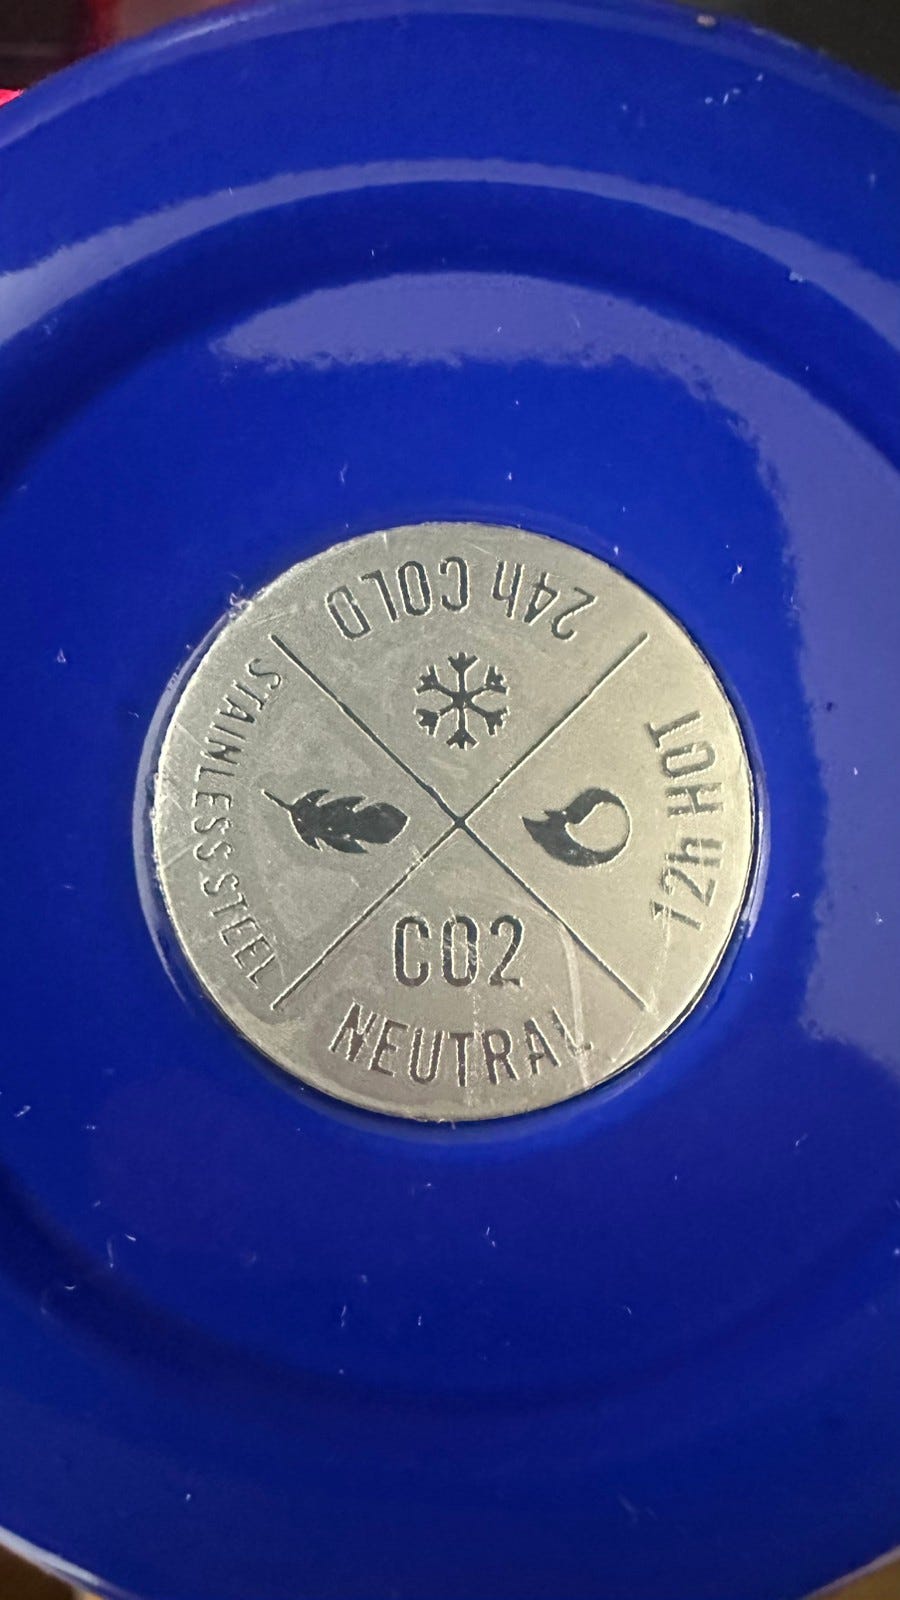 24h COLD
12h HOT
CO2
NEUTRAL
STAINLESS STEEL